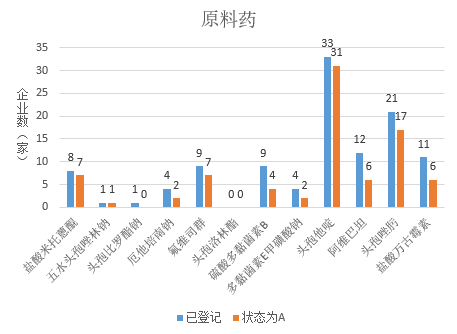 原料药
企业数（家）
35
30
25
20
15
10
5
0
8 7
1 1
1 0
4 2
9 7
0 0
9 4
4 2
33 31
12 6
21 17
11 6
盐酸米托蒽醌
五水头孢唑林钠
头孢比罗酯钠
厄他培南钠
氟维司群
头孢洛林酯
硫酸多黏菌素B
多黏菌素E甲磺酸钠
头孢他啶
阿维巴坦
头孢唑肟
盐酸万古霉素
已登记 状态为A